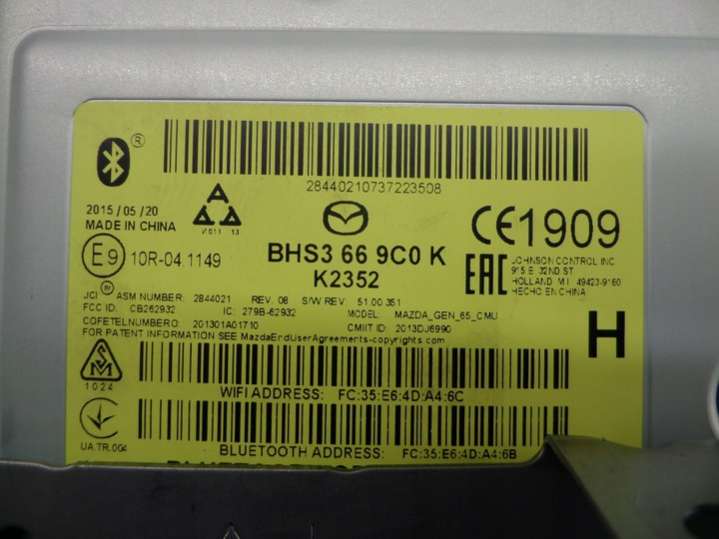 ®
28440210737223508
2015/05/20
MADE IN CHINA
CE1909
BHS3 66 9C0 K
K2352
E9 10R-04.1149
EAC
JOHNSON CONTROL INC
915 E 32ND ST
HOLLAND MI 49423-9160
HECHO EN CHINA
JCI ASM NUMBER: 2844021 REV. 08 S/W REV: 51.00.351
FCC ID: CB262932 IC: 279B-62932 MODEL: MAZDA_GEN_65_CMU
COFETEL NUMBERO: 201301A01710 CMIIT ID: 2013DJ6990
FOR PATENT INFORMATION SEE MazdaEndUserAgreements-copyrights.com
H
1024
WIFI ADDRESS: FC:35:E6:4D:A4:6C
UA.TR.004
BLUETOOTH ADDRESS: FC:35:E6:4D:A4:6B